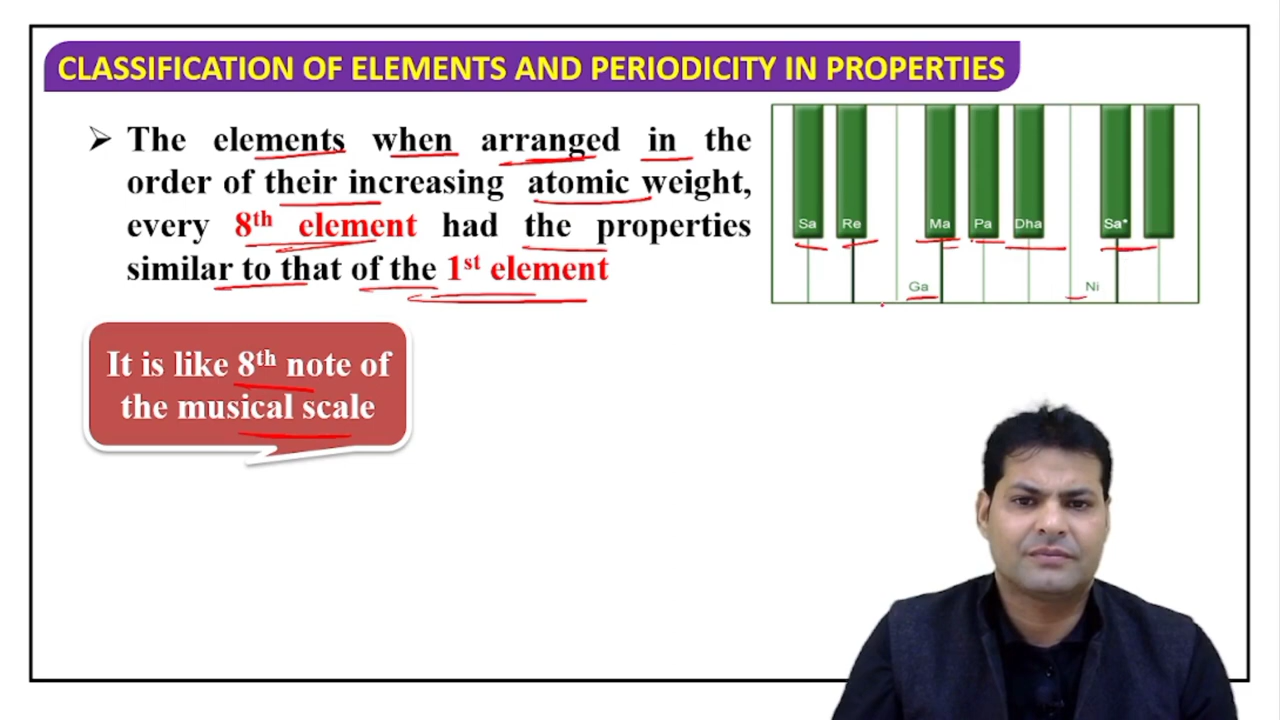 CLASSIFICATION OF ELEMENTS AND PERIODICITY IN PROPERTIES
➢ The elements when arranged in the
order of their increasing atomic weight,
every 8th element had the properties
similar to that of the 1st element
Sa Re Ma Pa Dha Sa*
Ga Ni
It is like 8th note of
the musical scale